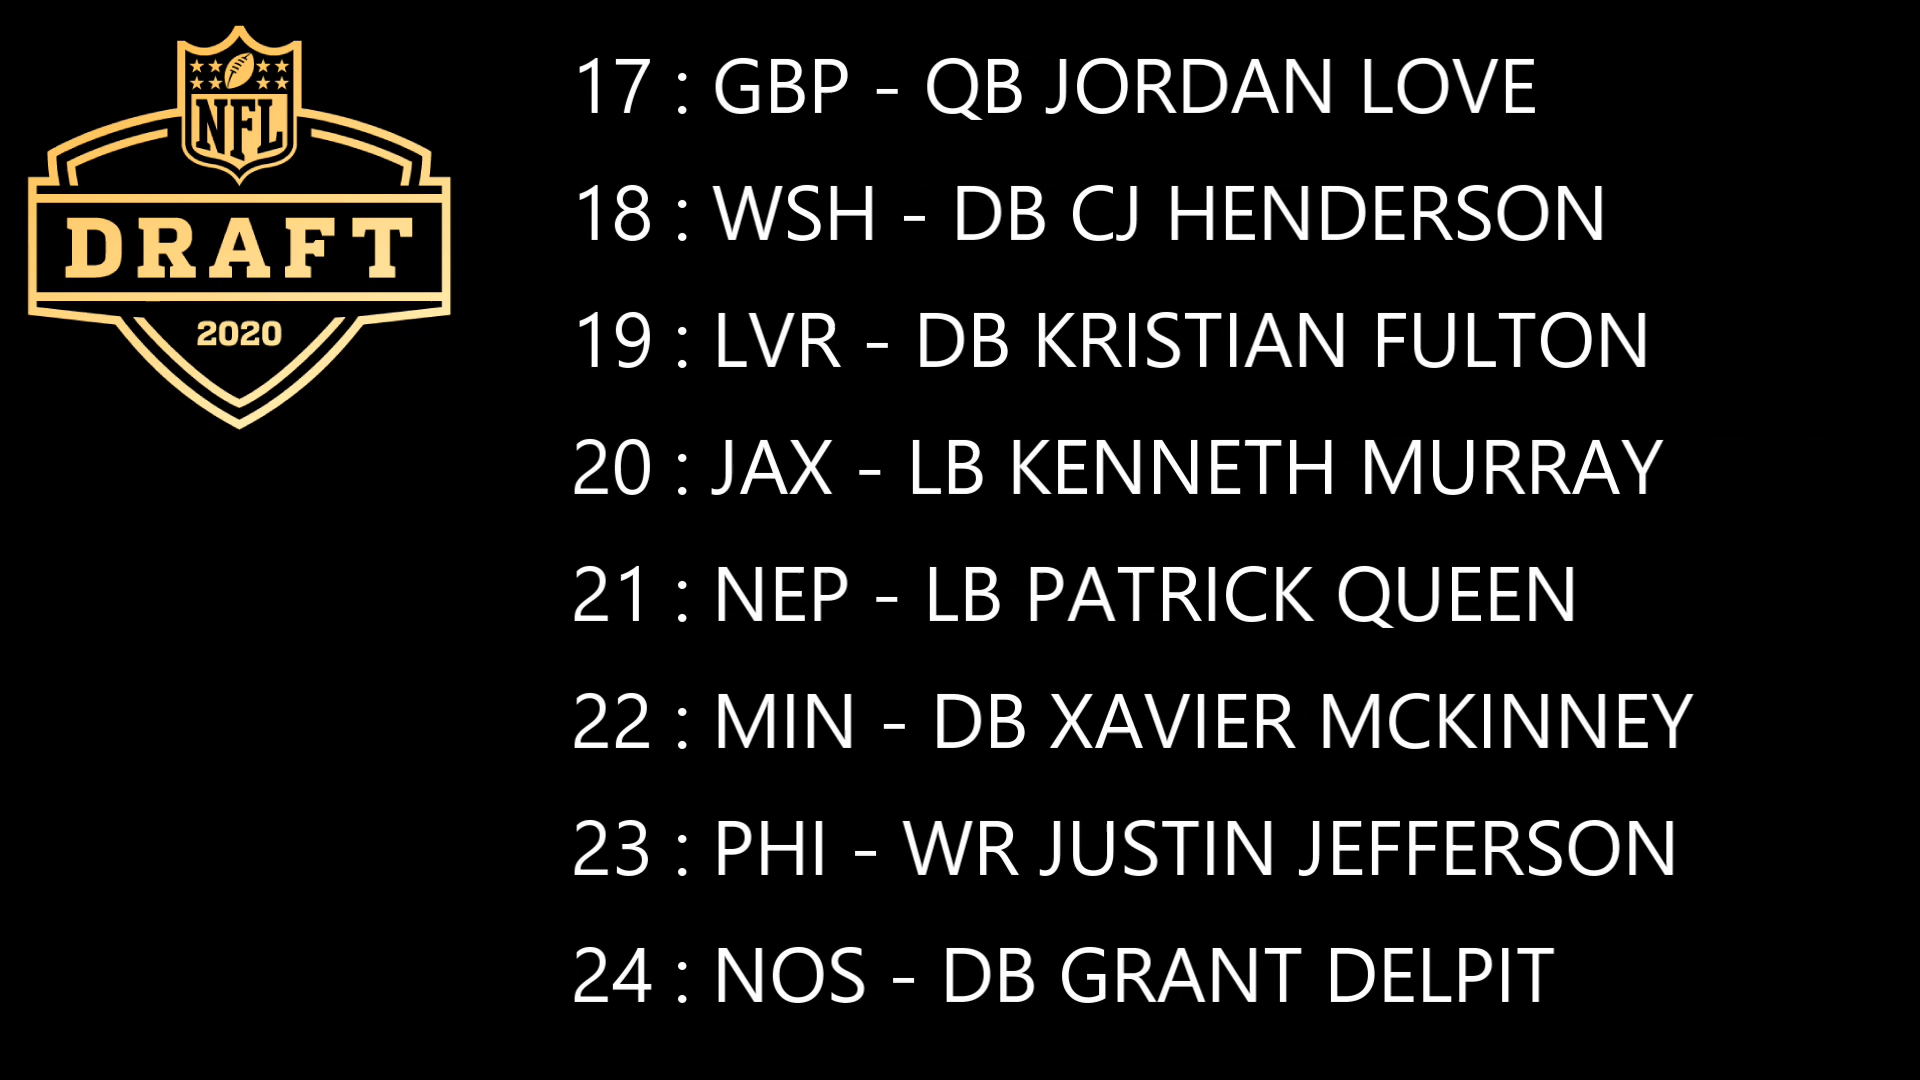 NFL
DRAFT
2020
17 : GBP - QB JORDAN LOVE
18 : WSH - DB CJ HENDERSON
19 : LVR - DB KRISTIAN FULTON
20 : JAX - LB KENNETH MURRAY
21 : NEP - LB PATRICK QUEEN
22 : MIN - DB XAVIER MCKINNEY
23 : PHI - WR JUSTIN JEFFERSON
24 : NOS - DB GRANT DELPIT